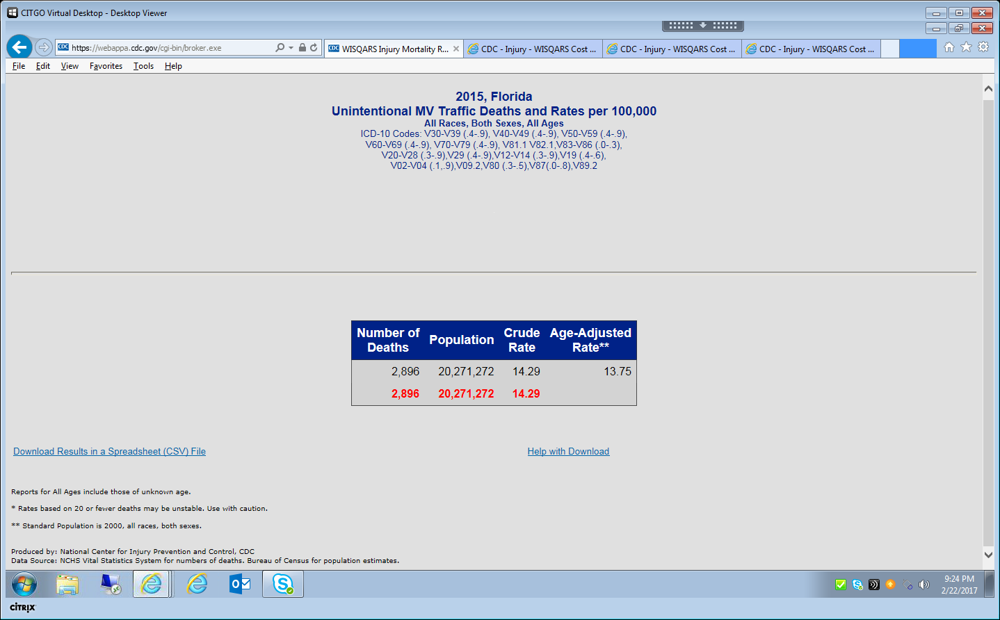 CITGO Virtual Desktop - Desktop Viewer
CDC https://webappa.cdc.gov/cgi-bin/broker.exe
CDC WISQARS Injury Mortality R...
CDC - Injury - WISQARS Cost ...
CDC - Injury - WISQARS Cost ...
CDC - Injury - WISQARS Cost ...
File Edit View Favorites Tools Help
2015, Florida
Unintentional MV Traffic Deaths and Rates per 100,000
All Races, Both Sexes, All Ages
ICD-10 Codes: V30-V39 (.4-.9), V40-V49 (.4-.9), V50-V59 (.4-.9),
V60-V69 (.4-.9), V70-V79 (.4-.9), V81.1 V82.1,V83-V86 (.0-.3),
V20-V28 (.3-.9),V29 (.4-.9),V12-V14 (.3-.9),V19 (.4-.6),
V02-V04 (.1,.9),V09.2,V80 (.3-.5),V87(.0-.8),V89.2
Number of Deaths Population Crude Rate Age-Adjusted Rate**
2,896 20,271,272 14.29 13.75
2,896 20,271,272 14.29
Download Results in a Spreadsheet (CSV) File Help with Download
Reports for All Ages include those of unknown age.
* Rates based on 20 or fewer deaths may be unstable. Use with caution.
** Standard Population is 2000, all races, both sexes.
Produced by: National Center for Injury Prevention and Control, CDC
Data Source: NCHS Vital Statistics System for numbers of deaths. Bureau of Census for population estimates.
9:24 PM
2/22/2017
CİTRIX